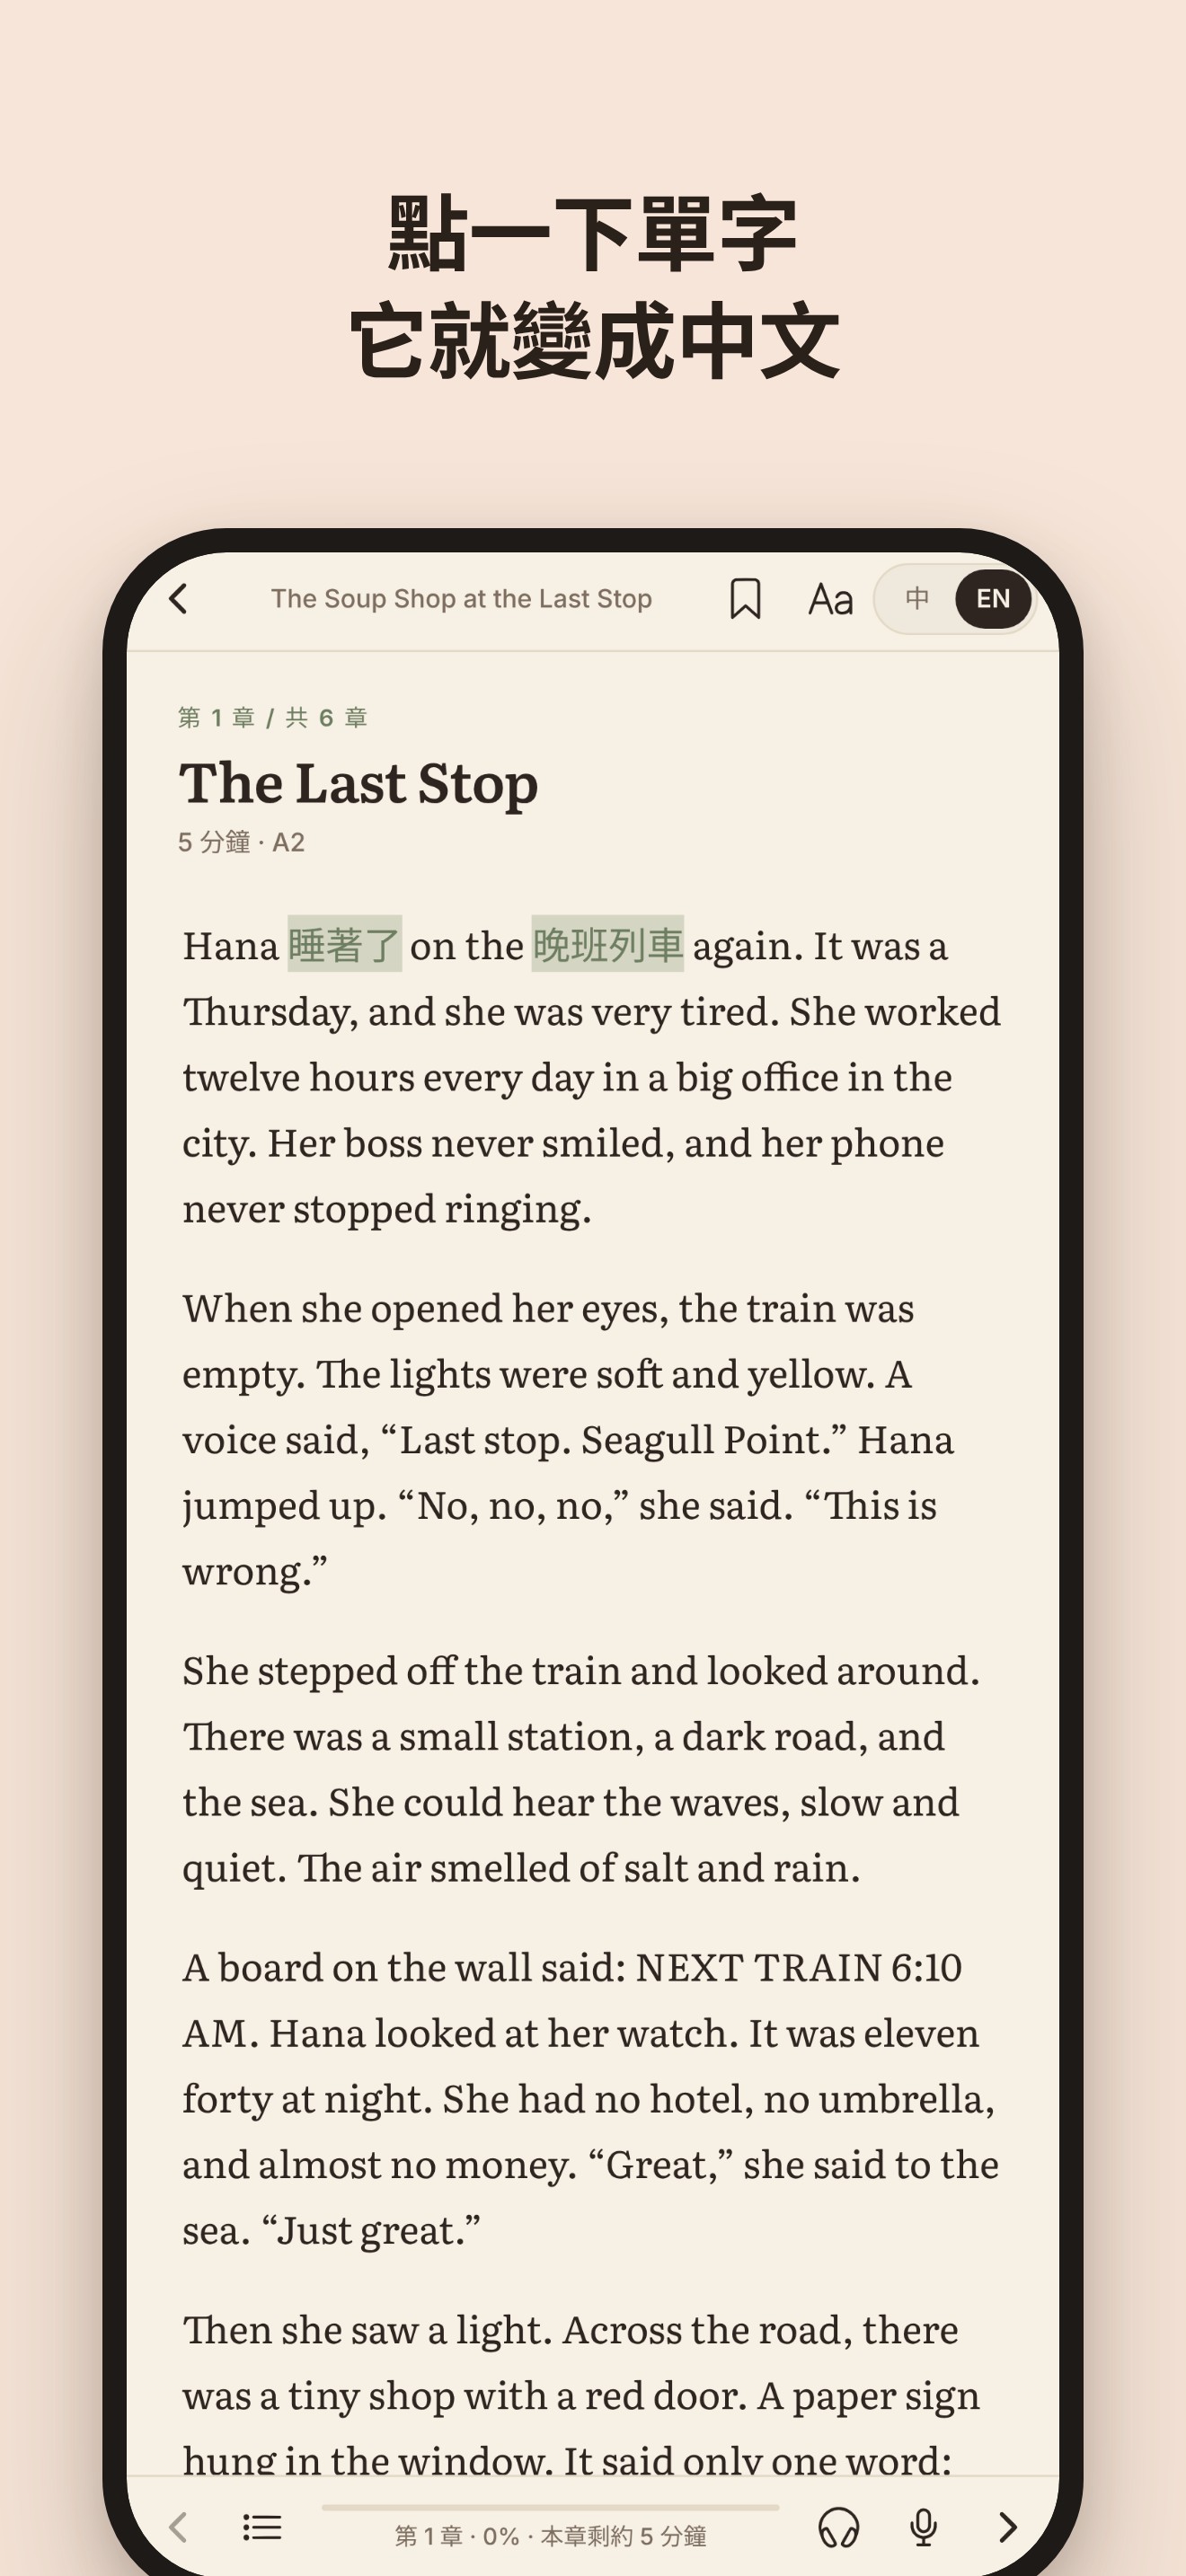 點一下單字
它就變成中文
The Soup Shop at the Last Stop
Aa
中
EN
第 1 章 / 共 6 章
The Last Stop
5 分鐘 · A2
Hana 睡著了 on the 晚班列車 again. It was a
Thursday, and she was very tired. She worked
twelve hours every day in a big office in the
city. Her boss never smiled, and her phone
never stopped ringing.
When she opened her eyes, the train was
empty. The lights were soft and yellow. A
voice said, “Last stop. Seagull Point.” Hana
jumped up. “No, no, no,” she said. “This is
wrong.”
She stepped off the train and looked around.
There was a small station, a dark road, and
the sea. She could hear the waves, slow and
quiet. The air smelled of salt and rain.
A board on the wall said: NEXT TRAIN 6:10
AM. Hana looked at her watch. It was eleven
forty at night. She had no hotel, no umbrella,
and almost no money. “Great,” she said to the
sea. “Just great.”
Then she saw a light. Across the road, there
was a tiny shop with a red door. A paper sign
hung in the window. It said only one word:
第 1 章 · 0% · 本章剩約 5 分鐘